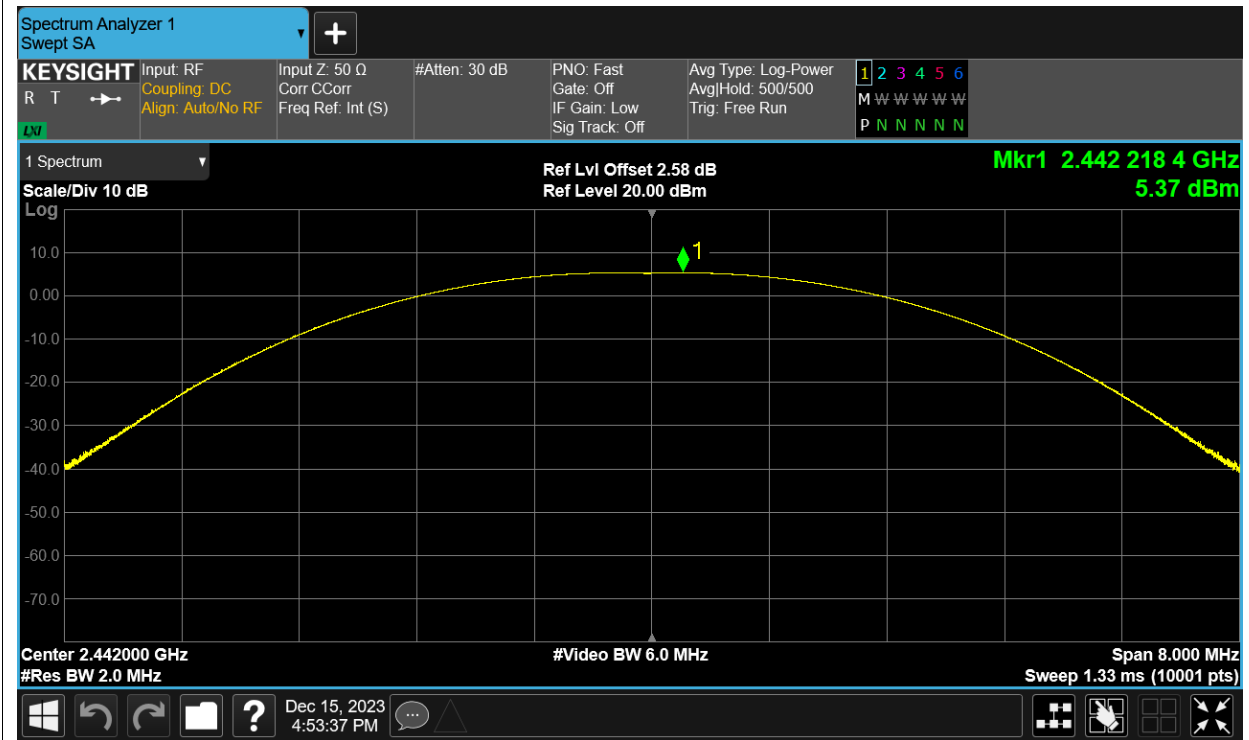 Spectrum Analyzer 1
Swept SA
KEYSIGHT
R T
LXI
Input: RF
Coupling: DC
Align: Auto/No RF
Input Z: 50 Ω
Corr CCorr
Freq Ref: Int (S)
#Atten: 30 dB
PNO: Fast
Gate: Off
IF Gain: Low
Sig Track: Off
Avg Type: Log-Power
Avg|Hold: 500/500
Trig: Free Run
1 2 3 4 5 6
M W W W W W
P N N N N N
1 Spectrum
Scale/Div 10 dB
Log
Ref Lvl Offset 2.58 dB
Ref Level 20.00 dBm
Mkr1 2.442 218 4 GHz
5.37 dBm
1
10.0
0.00
-10.0
-20.0
-30.0
-40.0
-50.0
-60.0
-70.0
Center 2.442000 GHz
#Res BW 2.0 MHz
#Video BW 6.0 MHz
Span 8.000 MHz
Sweep 1.33 ms (10001 pts)
?
Dec 15, 2023
4:53:37 PM